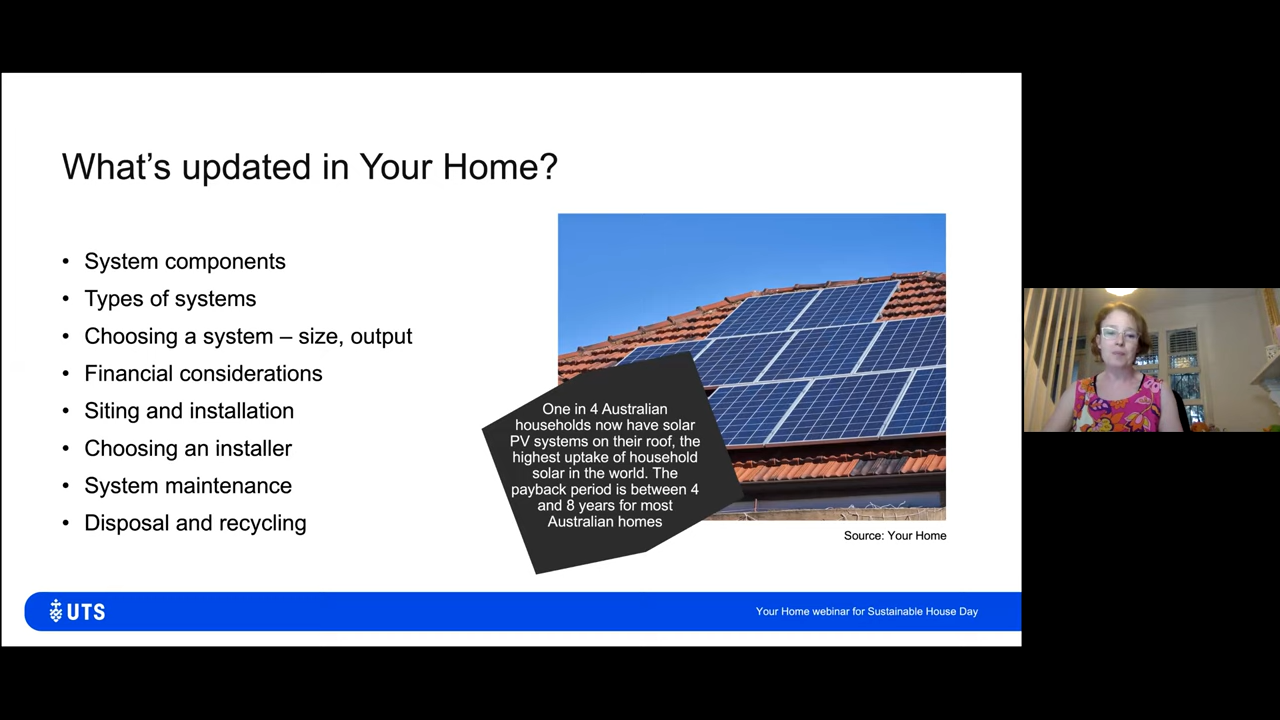 What’s updated in Your Home?
• System components
• Types of systems
• Choosing a system – size, output
• Financial considerations
• Siting and installation
• Choosing an installer
• System maintenance
• Disposal and recycling
One in 4 Australian
households now have solar
PV systems on their roof, the
highest uptake of household
solar in the world. The
payback period is between 4
and 8 years for most
Australian homes
Source: Your Home
UTS
Your Home webinar for Sustainable House Day